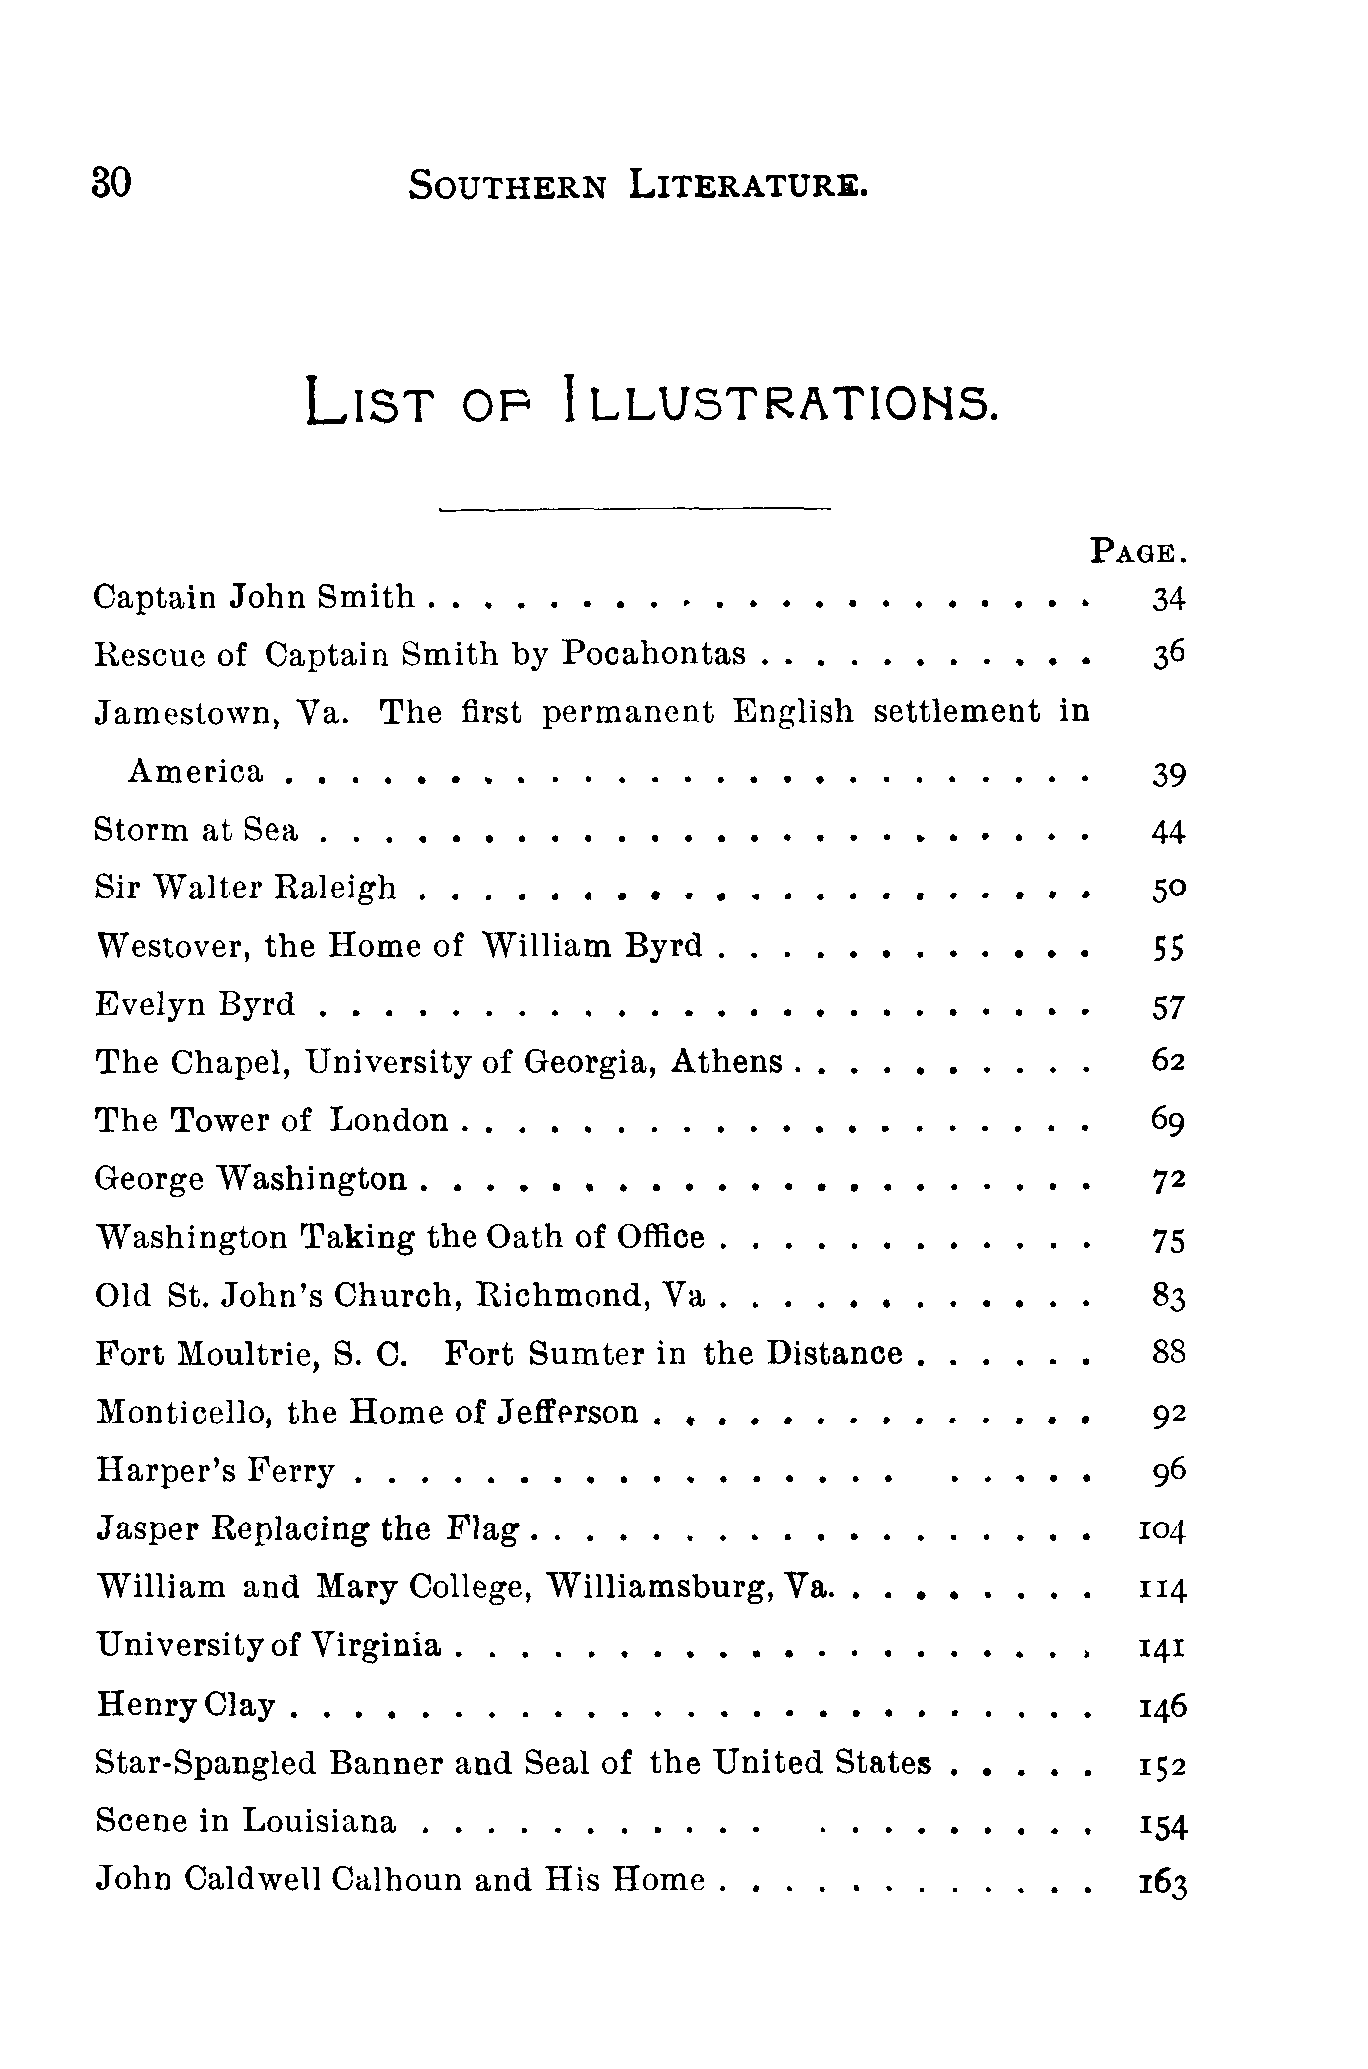 30 SOUTHERN LITERATURE.
LIST OF ILLUSTRATIONS.
PAGE.
Captain John Smith . . . . . . . . . . . . . . . . . . . . . 34
Rescue of Captain Smith by Pocahontas . . . . . . . . . . . 36
Jamestown, Va. The first permanent English settlement in
America . . . . . . . . . . . . . . . . . . . . . . . . . 39
Storm at Sea . . . . . . . . . . . . . . . . . . . . . . . . 44
Sir Walter Raleigh . . . . . . . . . . . . . . . . . . . . . 50
Westover, the Home of William Byrd . . . . . . . . . . . . 55
Evelyn Byrd . . . . . . . . . . . . . . . . . . . . . . . . 57
The Chapel, University of Georgia, Athens . . . . . . . . . . 62
The Tower of London . . . . . . . . . . . . . . . . . . . . 69
George Washington . . . . . . . . . . . . . . . . . . . . . 72
Washington Taking the Oath of Office . . . . . . . . . . . . 75
Old St. John's Church, Richmond, Va . . . . . . . . . . . . 83
Fort Moultrie, S. C. Fort Sumter in the Distance . . . . . . 88
Monticello, the Home of Jefferson . . . . . . . . . . . . . . 92
Harper's Ferry . . . . . . . . . . . . . . . . . . . . . . 96
Jasper Replacing the Flag . . . . . . . . . . . . . . . . . . 104
William and Mary College, Williamsburg, Va. . . . . . . . . 114
University of Virginia . . . . . . . . . . . . . . . . . . . . 141
Henry Clay . . . . . . . . . . . . . . . . . . . . . . . . . 146
Star-Spangled Banner and Seal of the United States . . . . . 152
Scene in Louisiana . . . . . . . . . . . . . . . . . . . . 154
John Caldwell Calhoun and His Home . . . . . . . . . . . . 163